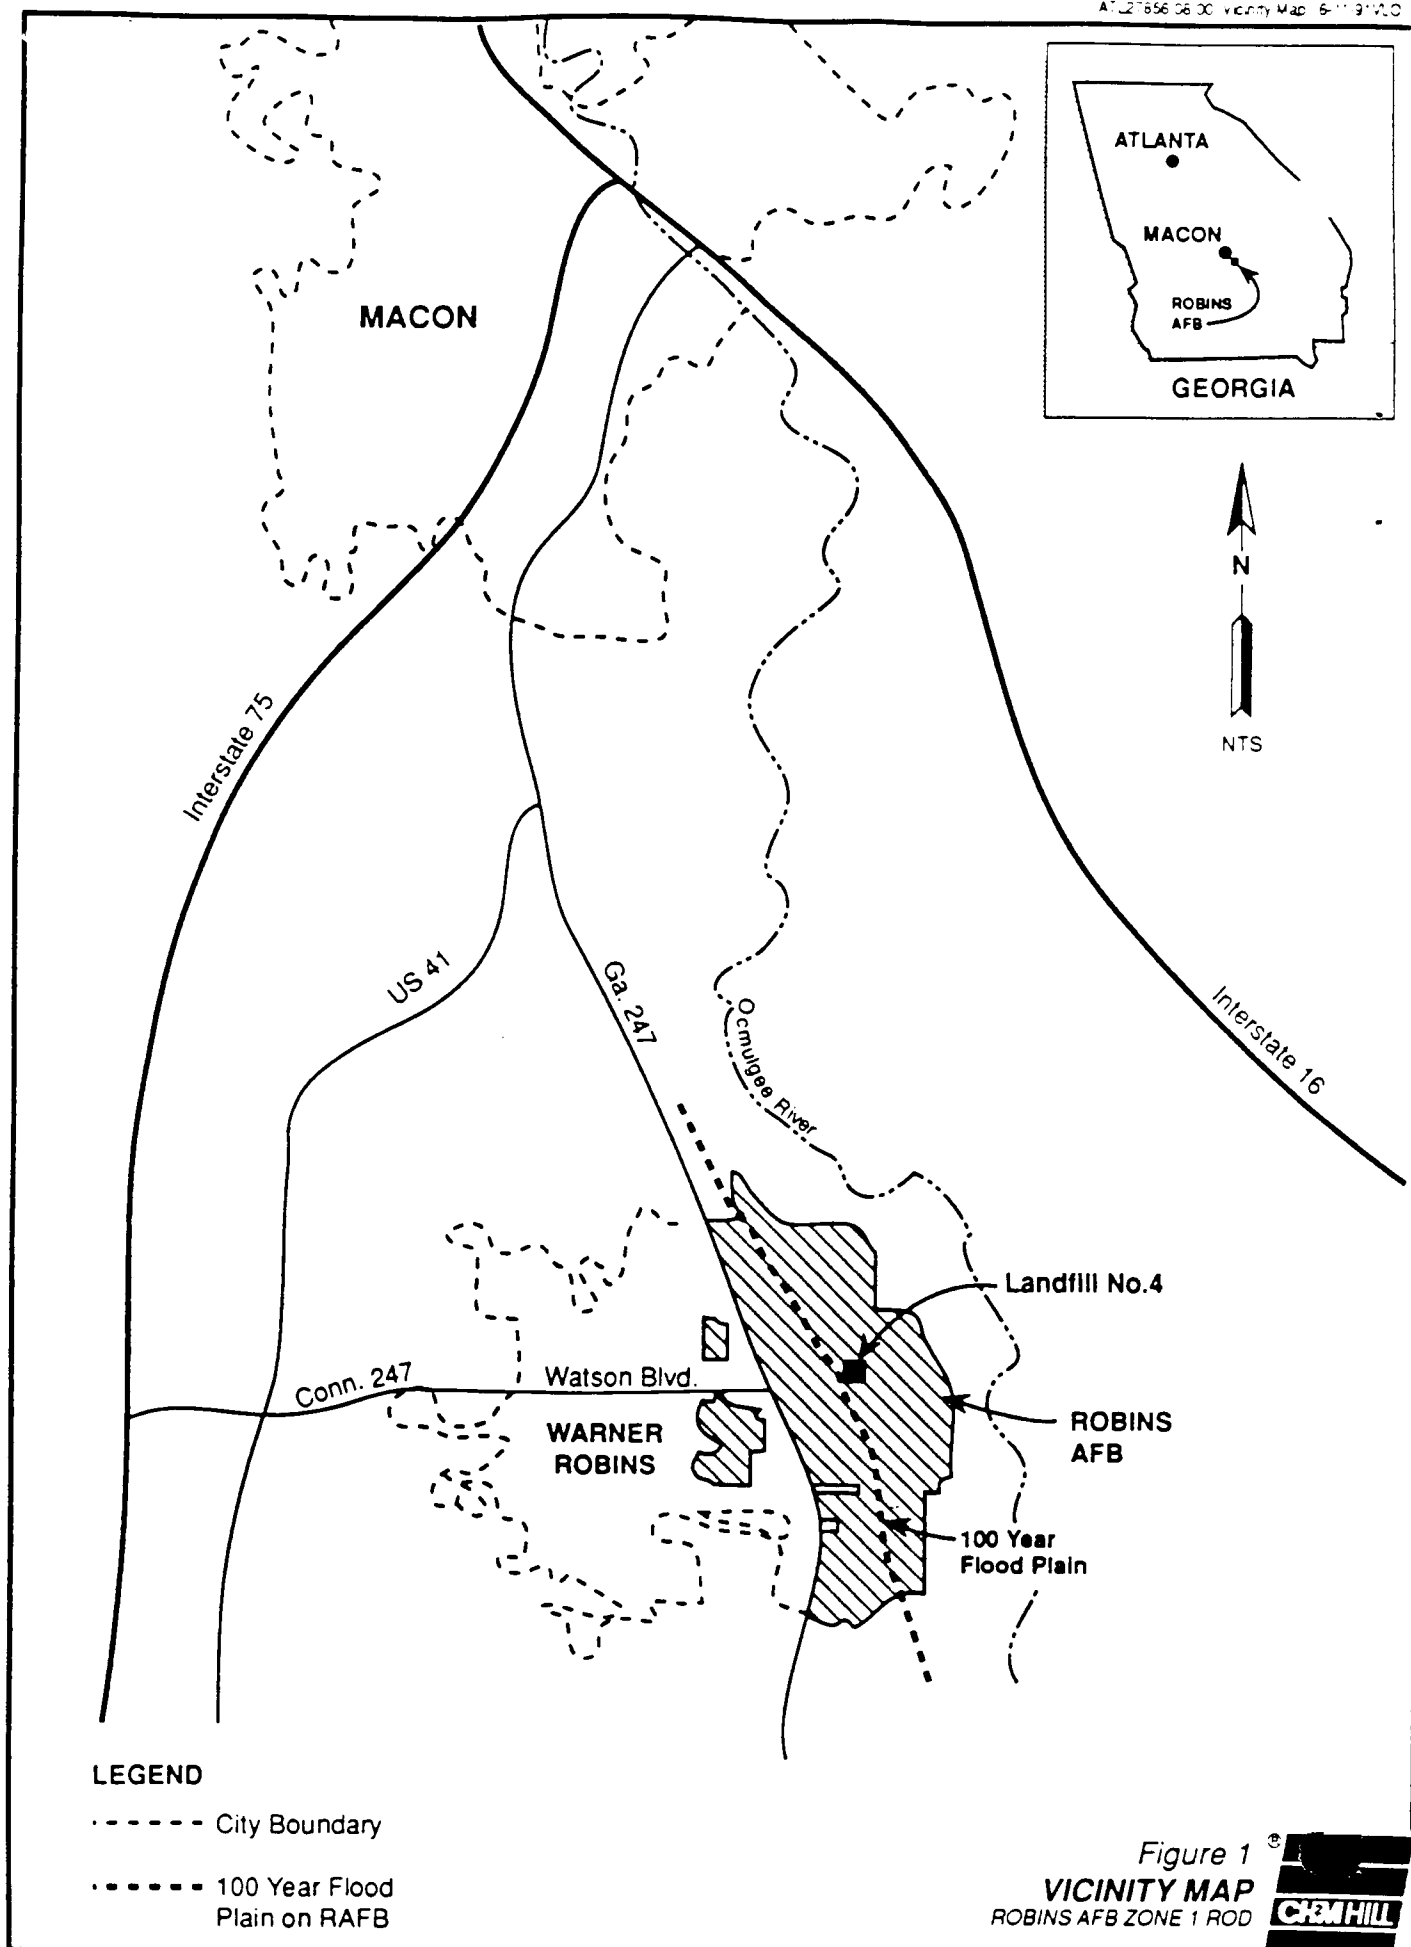 Vicinity Map
ATLANTA
MACON
ROBINS
AFB
GEORGIA
MACON
N
NTS
Interstate 75
US 41
Ga. 247
Ocmulgee River
Interstate 16
Landfill No.4
Conn. 247
Watson Blvd.
WARNER
ROBINS
ROBINS
AFB
100 Year
Flood Plain
LEGEND
City Boundary
100 Year Flood
Plain on RAFB
Figure 1
VICINITY MAP
ROBINS AFB ZONE 1 ROD
®
CH2M HILL